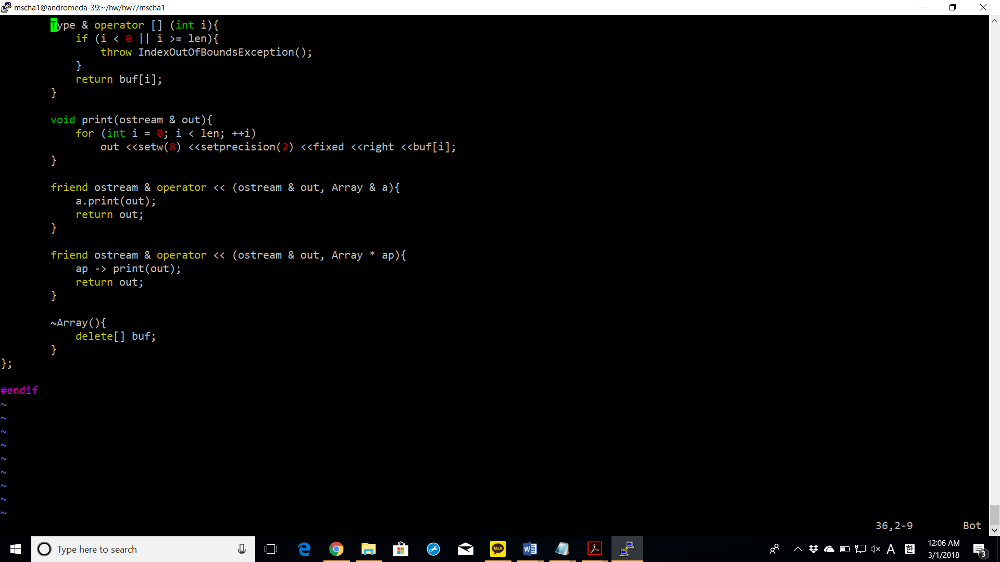 mscha1@andromeda-39:~/hw/hw7/mscha1
Type & operator [] (int i){
if (i < 0 || i >= len){
throw IndexOutOfBoundsException();
}
return buf[i];
}
void print(ostream & out){
for (int i = 0; i < len; ++i)
out <<setw(8) <<setprecision(2) <<fixed <<right <<buf[i];
}
friend ostream & operator << (ostream & out, Array & a){
a.print(out);
return out;
}
friend ostream & operator << (ostream & out, Array * ap){
ap -> print(out);
return out;
}
~Array(){
delete[] buf;
}
};
#endif
~
~
~
~
~
~
~
~
~
36,2-9 Bot
Type here to search
TALK
A
한
12:06 AM
3/1/2018
3